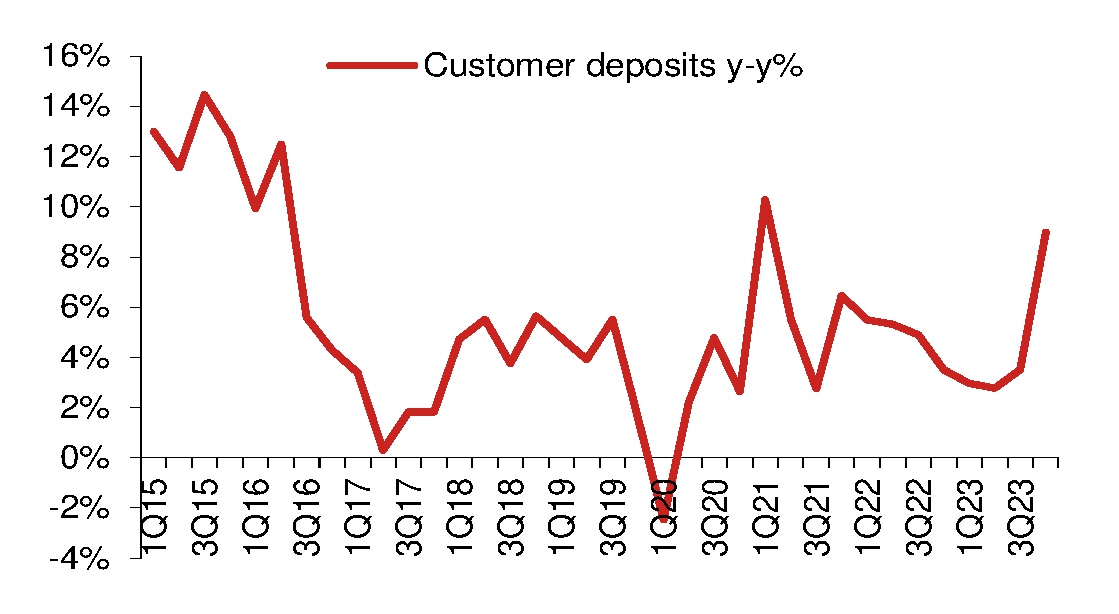 Customer deposits y-y%
16%
14%
12%
10%
8%
6%
4%
2%
0%
-2%
-4%
1Q15
3Q15
1Q16
3Q16
1Q17
3Q17
1Q18
3Q18
1Q19
3Q19
1Q20
3Q20
1Q21
3Q21
1Q22
3Q22
1Q23
3Q23